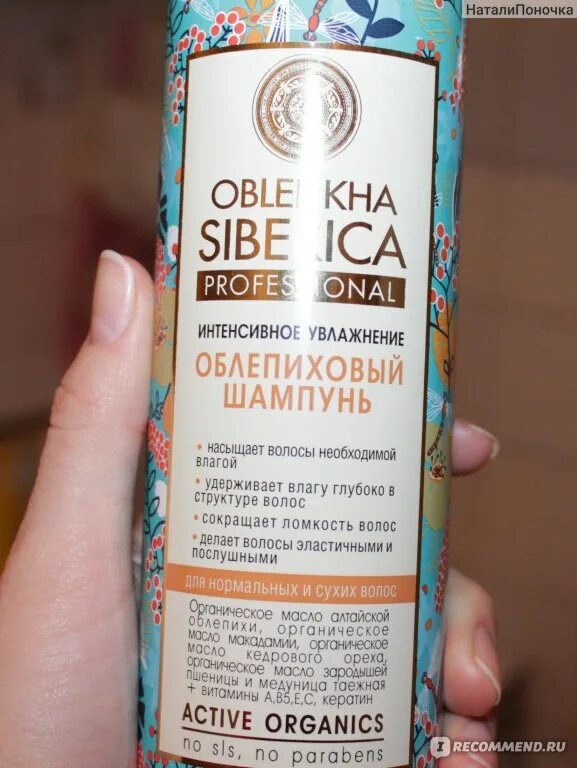 НаталиПоночка
OBLEPIKHA
SIBERICA
PROFESSIONAL
ИНТЕНСИВНОЕ УВЛАЖНЕНИЕ
ОБЛЕПИХОВЫЙ
ШАМПУНЬ
• насыщает волосы необходимой
влагой
• удерживает влагу глубоко в
структуре волос
• сокращает ломкость волос
• делает волосы эластичными и
послушными
для нормальных и сухих волос
Органическое масло алтайской
облепихи, органическое
масло макадамии, органическое
масло кедрового ореха,
органическое масло зародышей
пшеницы и медуница таежная
+ витамины А,В5,Е,С, кератин
ACTIVE ORGANICS
no sls, no parabens
IRECOMMEND.RU